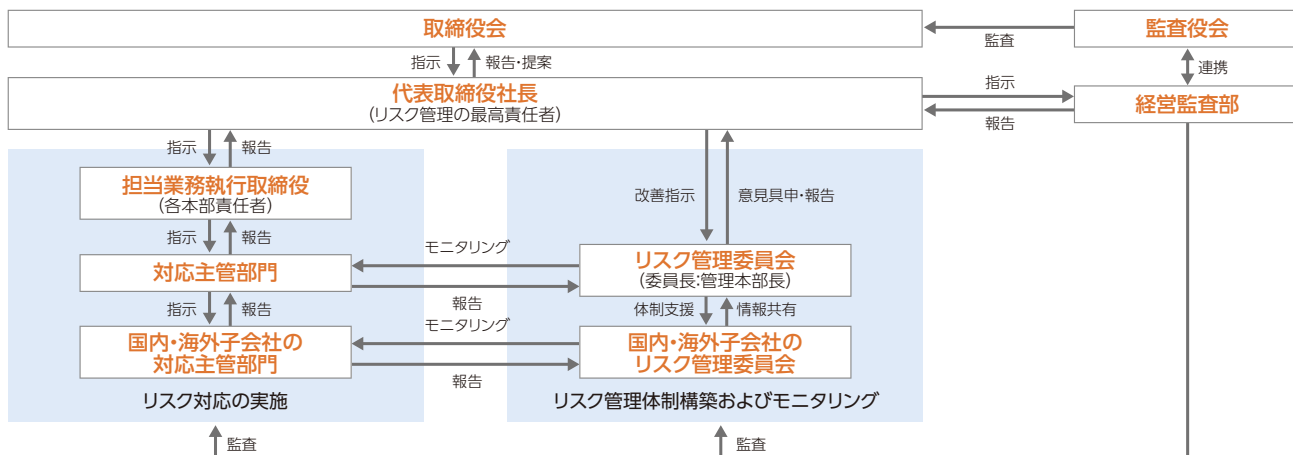 取締役会
監査役会
監査
指示
報告・提案
連携
代表取締役社長
(リスク管理の最高責任者)
指示
経営監査部
報告
指示
報告
担当業務執行取締役
(各本部責任者)
改善指示
意見具申・報告
指示
報告
モニタリング
対応主管部門
リスク管理委員会
(委員長:管理本部長)
報告
指示
報告
体制支援
情報共有
モニタリング
国内・海外子会社の
対応主管部門
国内・海外子会社の
リスク管理委員会
報告
リスク対応の実施
リスク管理体制構築およびモニタリング
監査
監査